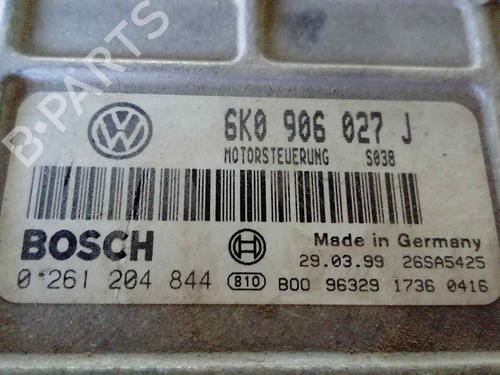 B-PARTS
6K0 906 027 J
MOTORSTEUERUNG S038
BOSCH
Made in Germany
29.03.99 26SA5425
0 261 204 844 810 B00 96329 1736 0416